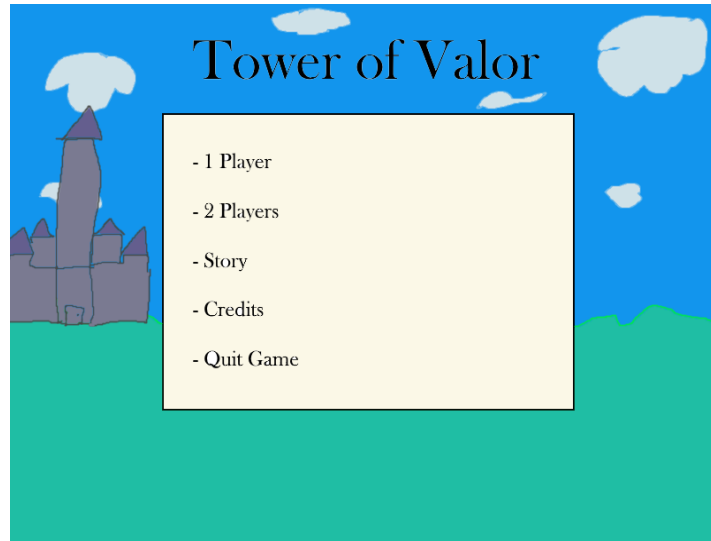 Tower of Valor
- 1 Player
- 2 Players
- Story
- Credits
- Quit Game